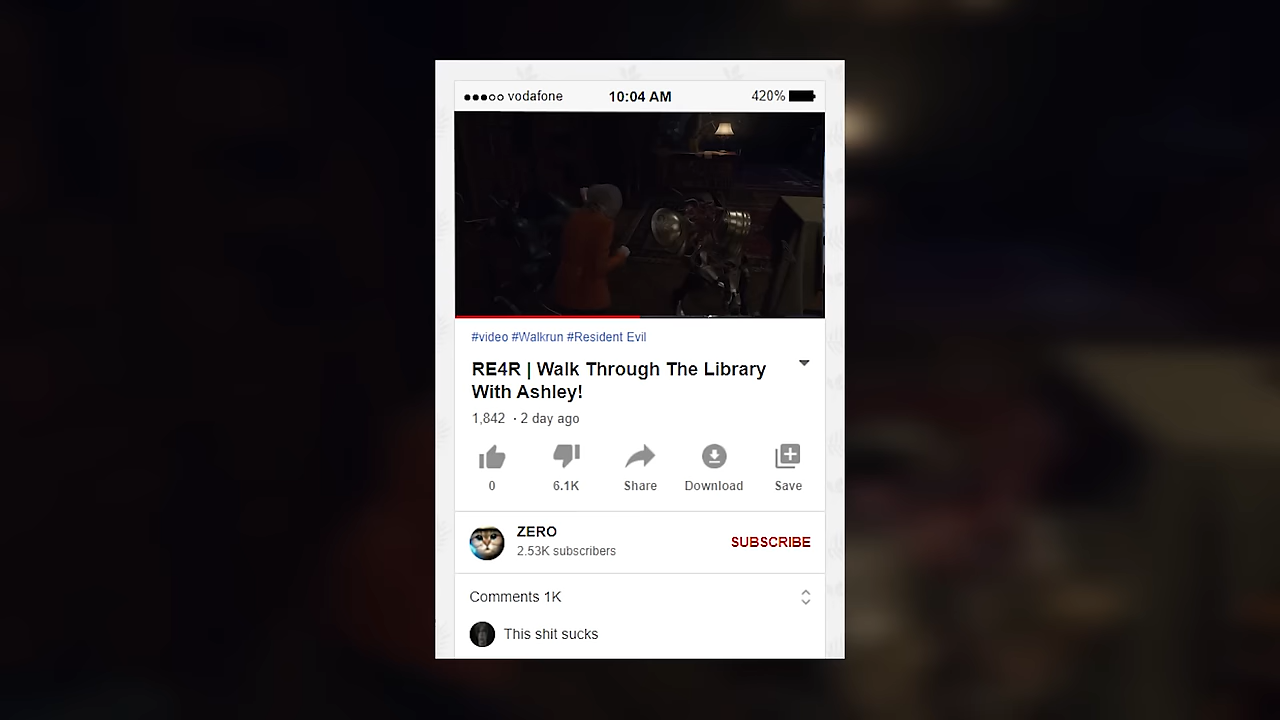 vodafone 10:04 AM 420%
#video #Walkrun #Resident Evil
RE4R | Walk Through The Library
With Ashley!
1,842 · 2 day ago
0 6.1K Share Download Save
ZERO
2.53K subscribers
SUBSCRIBE
Comments 1K
This shit sucks